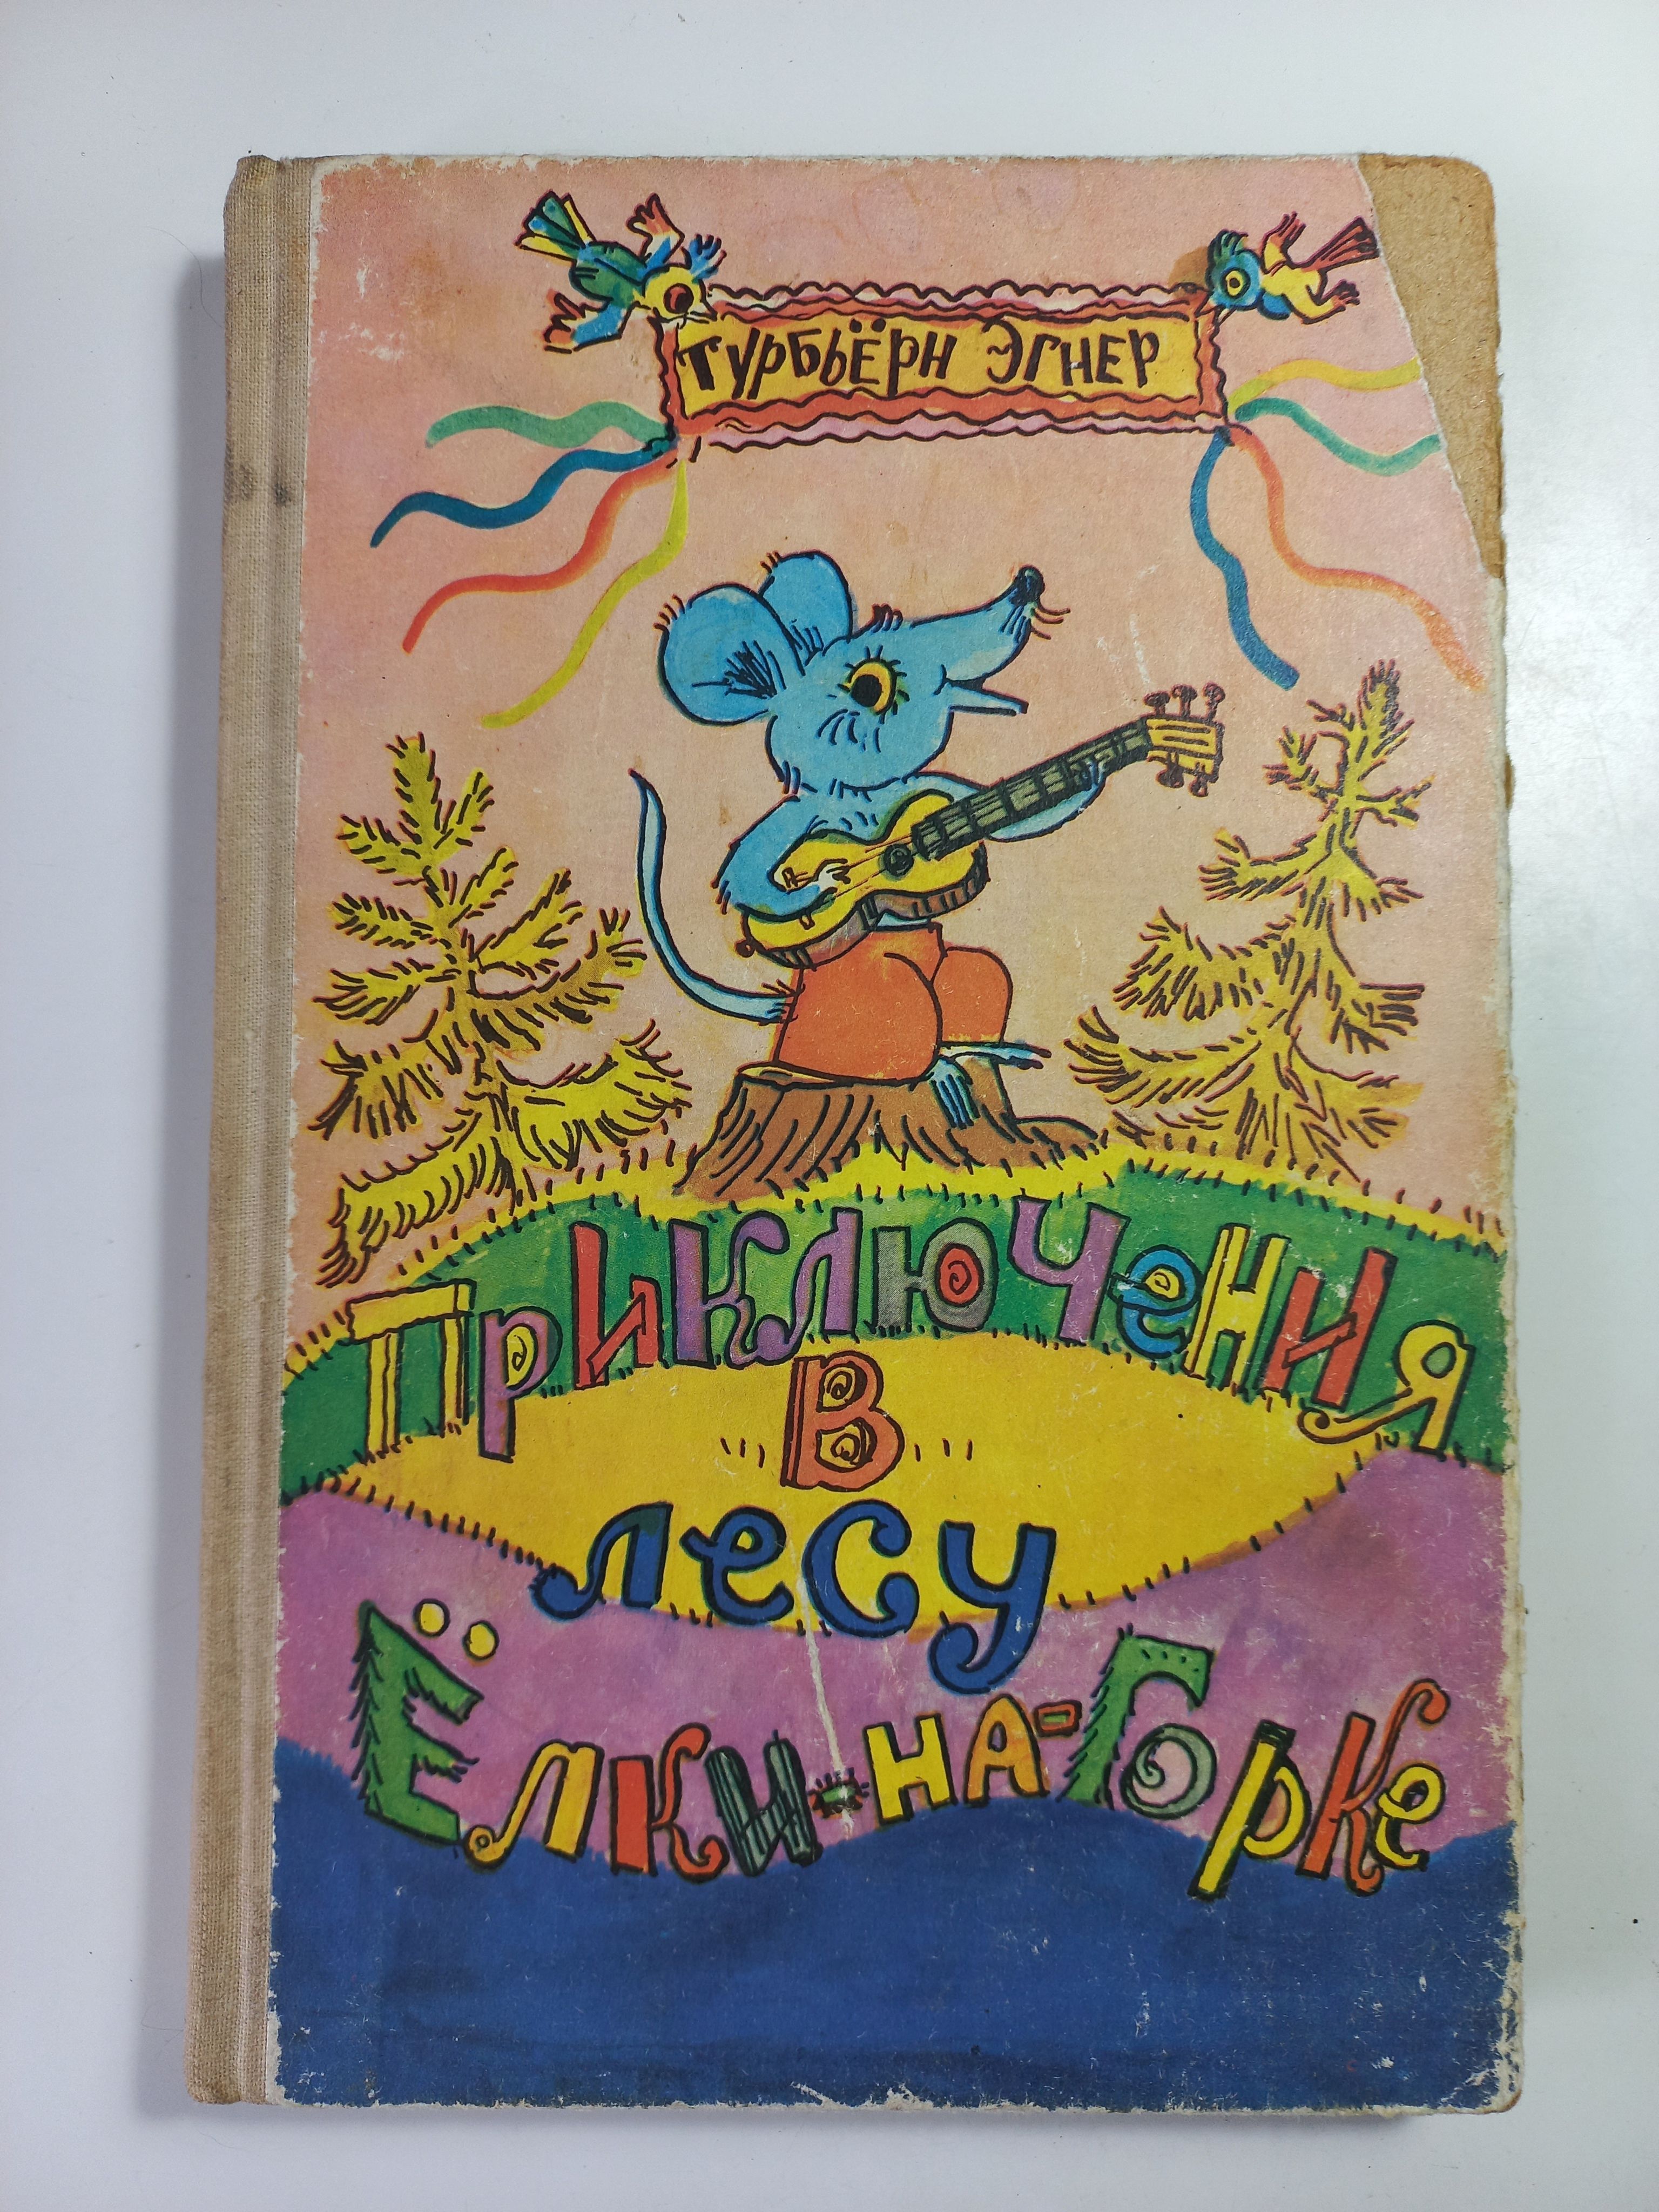 ТУРБЬЁРН ЭГНЕР
ПРИКЛЮЧЕНИЯ
В
ЛЕСУ
ЁЛКИ-НА-ГОРКЕ